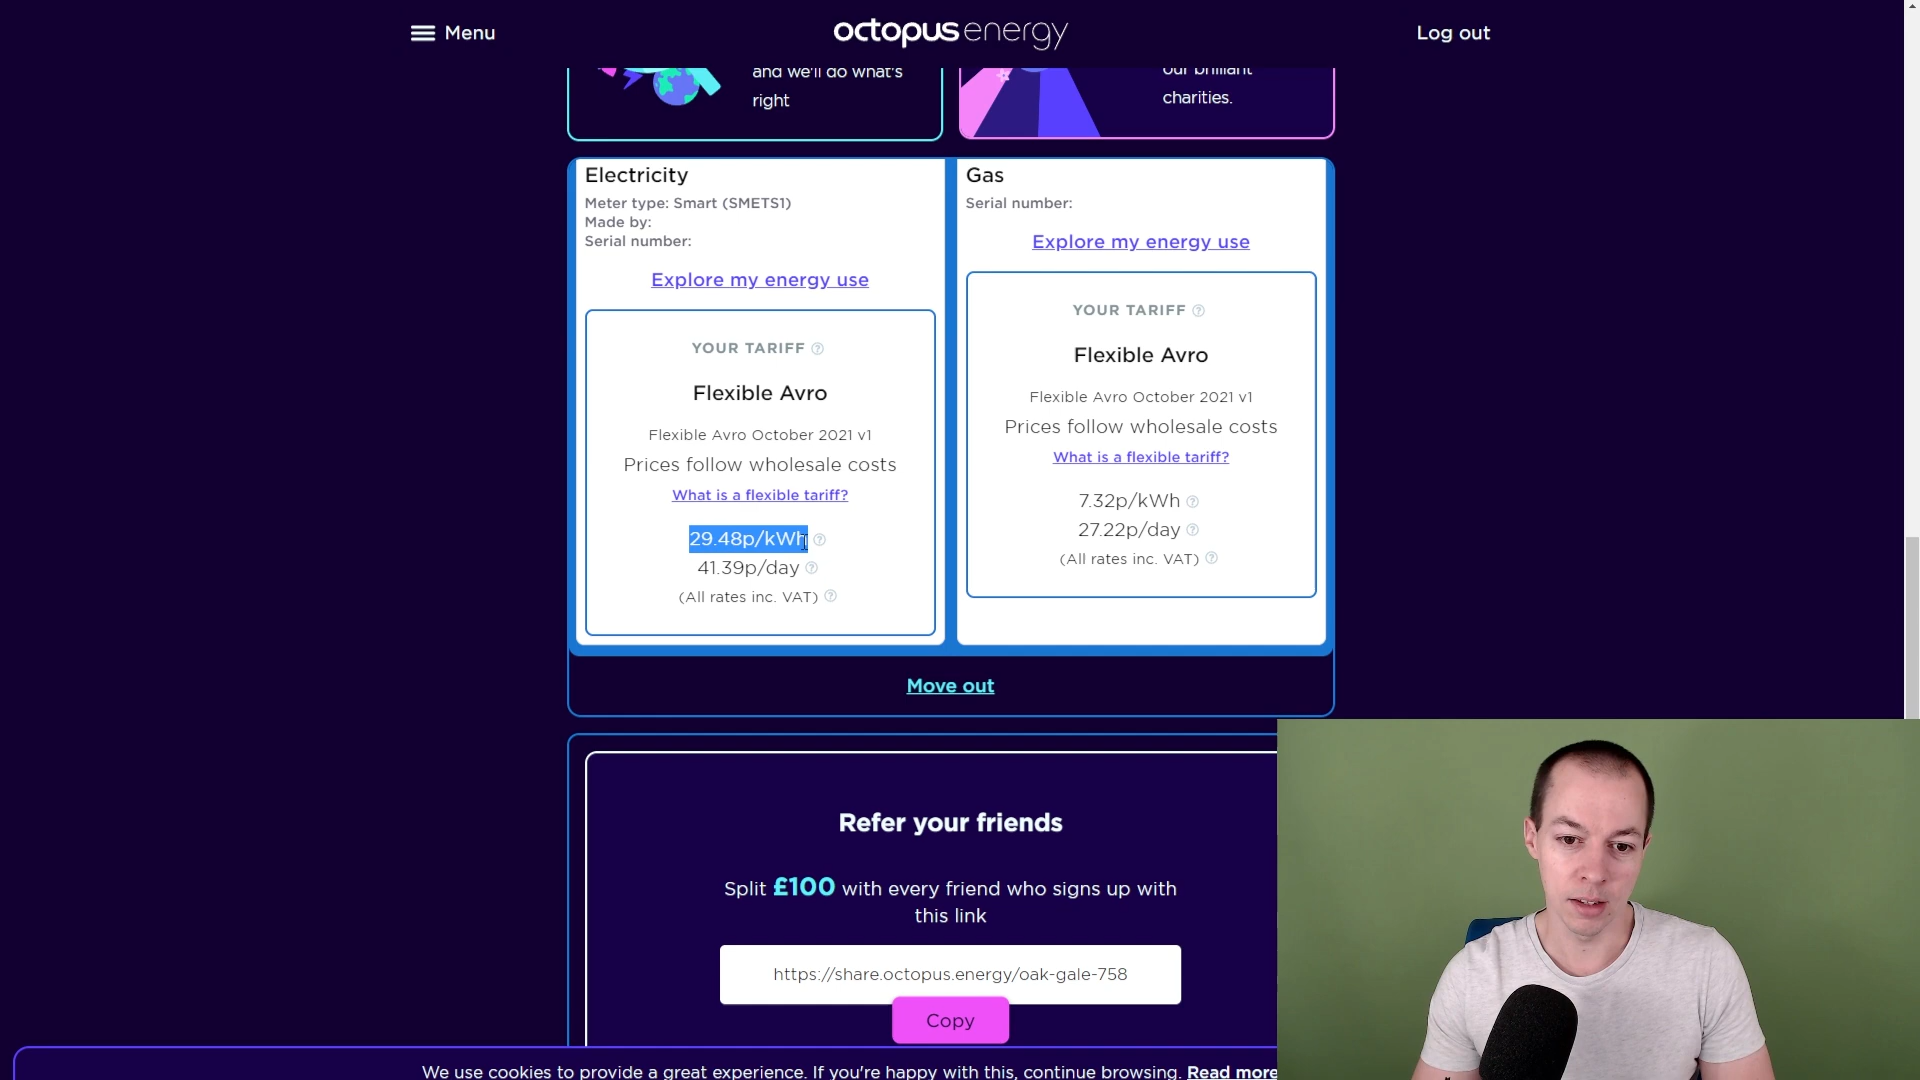 Menu
octopusenergy
Log out
and we'll do what's
right
our brilliant
charities.
Electricity
Meter type: Smart (SMETS1)
Made by:
Serial number:
Explore my energy use
YOUR TARIFF
Flexible Avro
Flexible Avro October 2021 v1
Prices follow wholesale costs
What is a flexible tariff?
29.48p/kWh
41.39p/day
(All rates inc. VAT)
Gas
Serial number:
Explore my energy use
YOUR TARIFF
Flexible Avro
Flexible Avro October 2021 v1
Prices follow wholesale costs
What is a flexible tariff?
7.32p/kWh
27.22p/day
(All rates inc. VAT)
Move out
Refer your friends
Split £100 with every friend who signs up with
this link
https://share.octopus.energy/oak-gale-758
Copy
We use cookies to provide a great experience. If you're happy with this, continue browsing. Read more